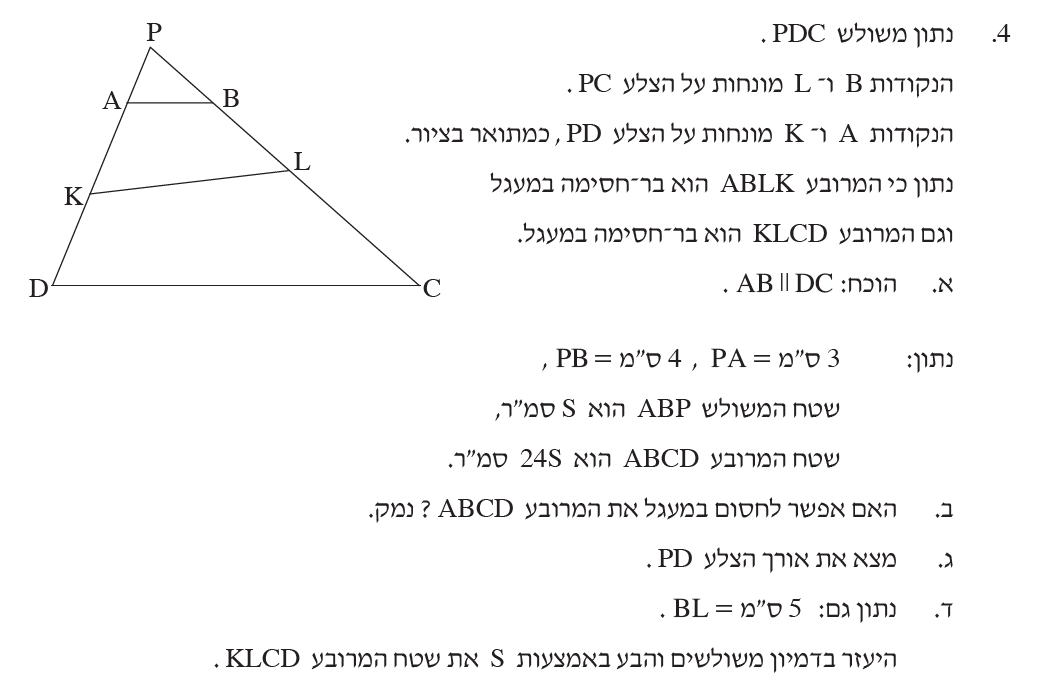 4. נתון משולש PDC .
הנקודות B ו־ L מונחות על הצלע PC .
הנקודות A ו־ K מונחות על הצלע PD , כמתואר בציור.
נתון כי המרובע ABLK הוא בר־חסימה במעגל
וגם המרובע KLCD הוא בר־חסימה במעגל.
א. הוכח: AB || DC .
נתון: 3 ס"מ = PA , 4 ס"מ = PB ,
שטח המשולש ABP הוא S סמ"ר,
שטח המרובע ABCD הוא 24S סמ"ר.
ב. האם אפשר לחסום במעגל את המרובע ABCD ? נמק.
ג. מצא את אורך הצלע PD .
ד. נתון גם: 5 ס"מ = BL .
היעזר בדמיון משולשים והבע באמצעות S את שטח המרובע KLCD .
P
A
B
L
K
D
C